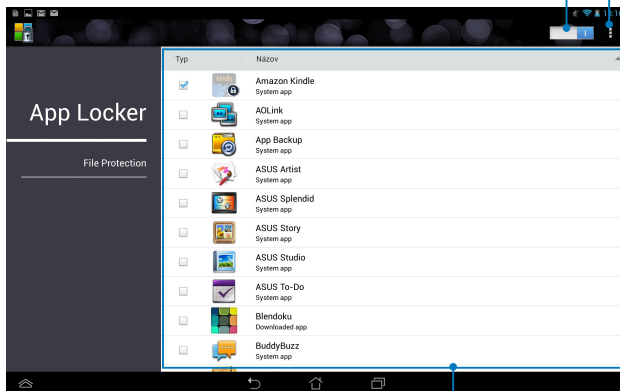 App Locker
File Protection
Typ Názov
kindle
Amazon Kindle
System app
AOLink
System app
App Backup
System app
ASUS Artist
System app
ASUS Splendid
System app
ASUS Story
System app
ASUS Studio
System app
ASUS To-Do
System app
Blendoku
Downloaded app
BuddyBuzz
System app